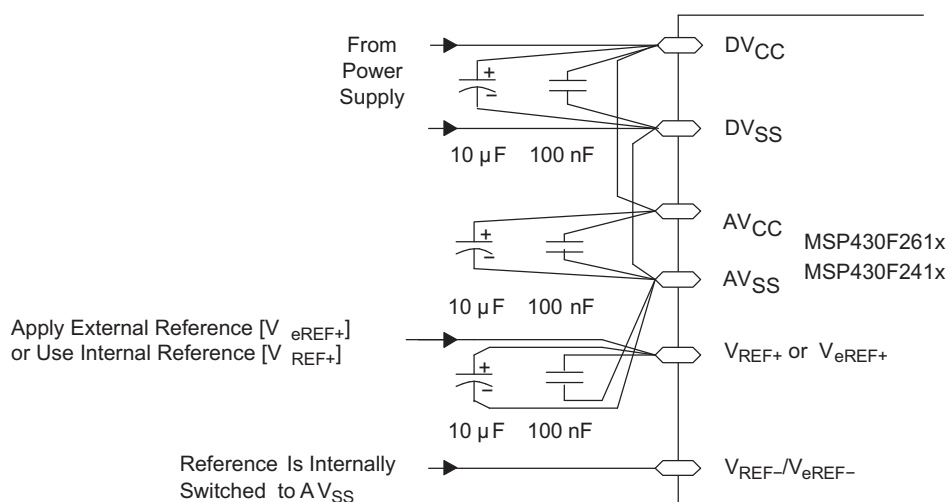 From
Power
Supply
+
−
DVCC
DVSS
10 µF 100 nF
+
−
AVCC
MSP430F261x
MSP430F241x
AVSS
10 µF 100 nF
Apply External Reference [V eREF+]
or Use Internal Reference [V REF+]
+
−
VREF+ or VeREF+
10 µF 100 nF
Reference Is Internally
Switched to AVSS
VREF−/VeREF−